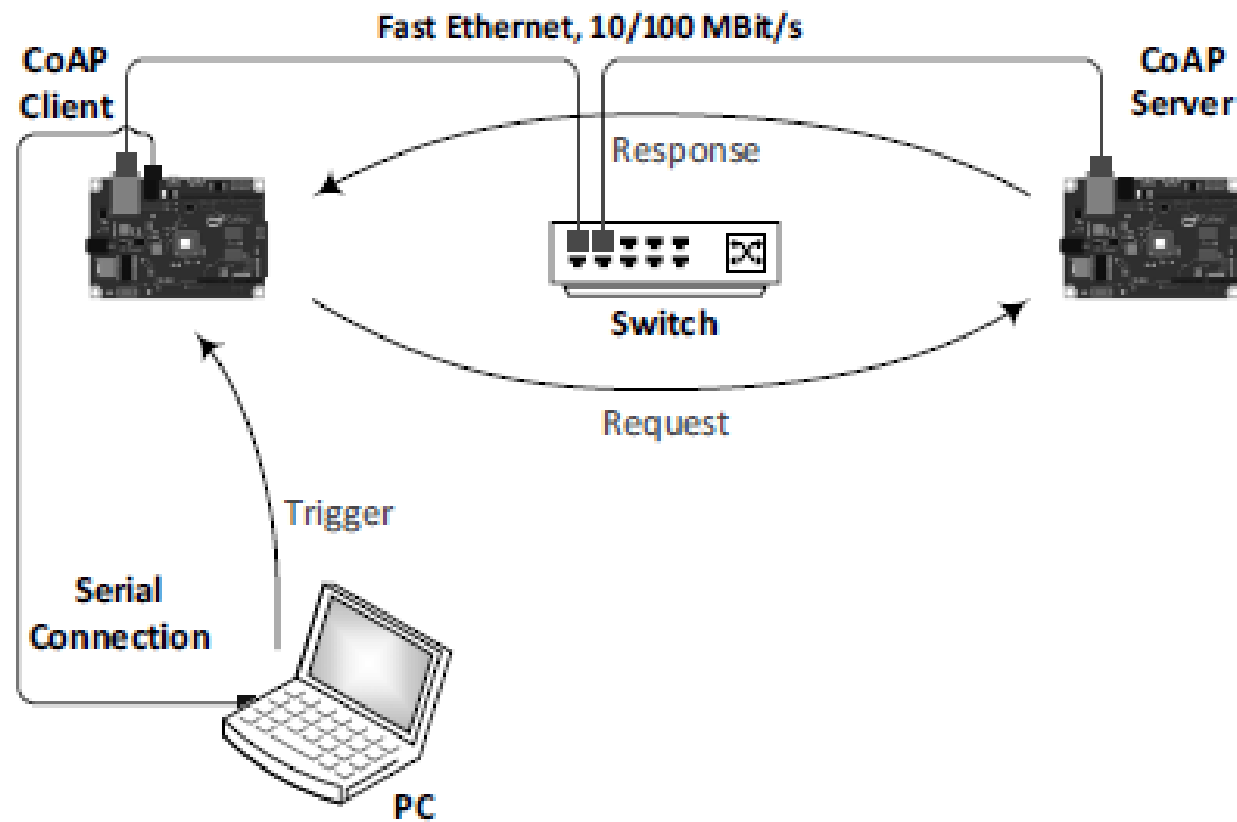 Fast Ethernet, 10/100 MBit/s
CoAP
Client
CoAP
Server
Response
Switch
Request
Trigger
Serial
Connection
PC